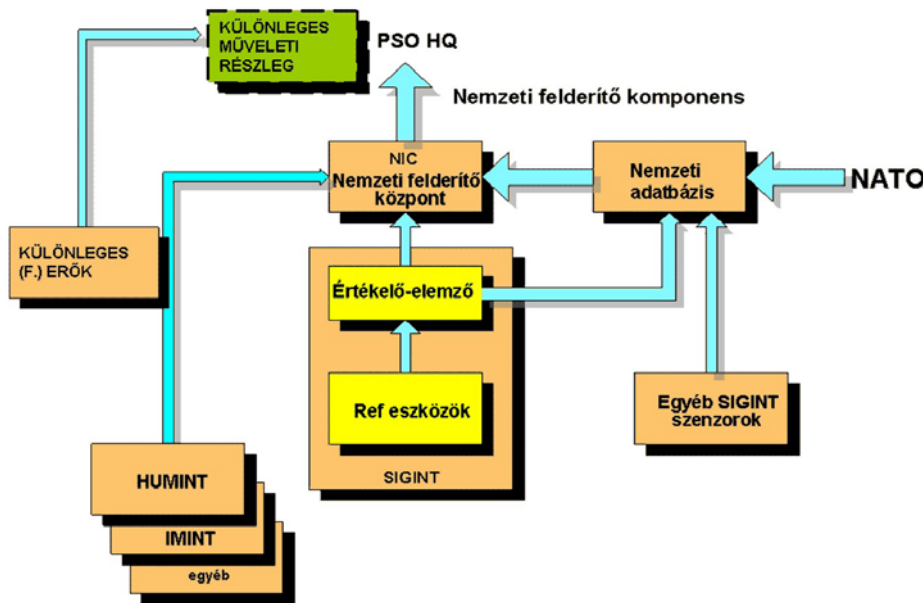 KÜLÖNLEGES
MŰVELETI
RÉSZLEG
PSO HQ
Nemzeti felderítő komponens
NIC
Nemzeti felderítő
központ
Nemzeti
adatbázis
NATO
KÜLÖNLEGES
(F.) ERŐK
Értékelő-elemző
Ref eszközök
SIGINT
Egyéb SIGINT
szenzorok
HUMINT
IMINT
egyéb